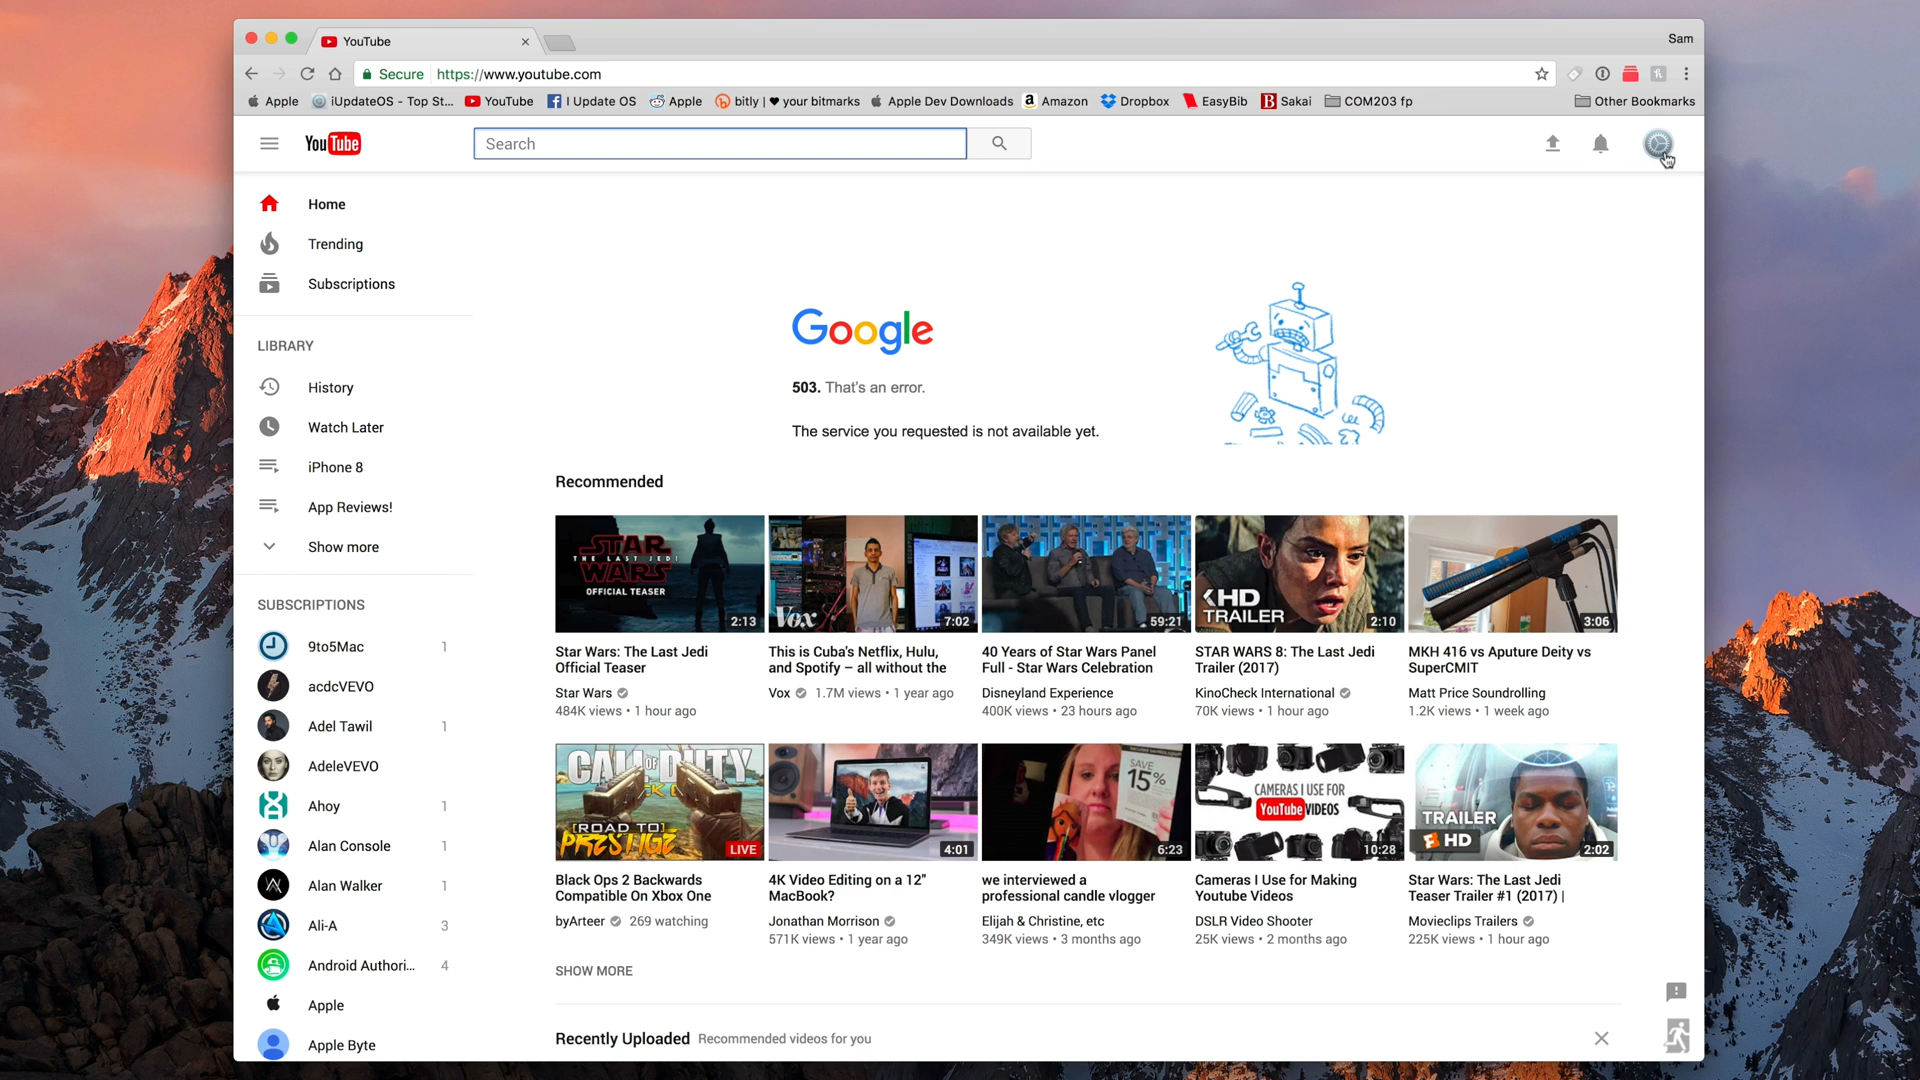 YouTube
Sam
Secure https://www.youtube.com
Apple iUpdateOS - Top St... YouTube I Update OS Apple bitly | ♥ your bitmarks Apple Dev Downloads Amazon Dropbox EasyBib Sakai COM203 fp Other Bookmarks
YouTube
Search
Home
Trending
Subscriptions
LIBRARY
History
Watch Later
iPhone 8
App Reviews!
Show more
SUBSCRIPTIONS
9to5Mac 1
acdcVEVO
Adel Tawil 1
AdeleVEVO
Ahoy 1
Alan Console 1
Alan Walker 1
Ali-A 3
Android Authori... 4
Apple
Apple Byte
Google
503. That's an error.
The service you requested is not available yet.
Recommended
STAR WARS
THE LAST JEDI
OFFICIAL TEASER
2:13
Vox
7:02
59:21
HD
TRAILER
2:10
3:06
Star Wars: The Last Jedi
Official Teaser
Star Wars
484K views • 1 hour ago
This is Cuba's Netflix, Hulu,
and Spotify – all without the
Vox 1.7M views • 1 year ago
40 Years of Star Wars Panel
Full - Star Wars Celebration
Disneyland Experience
400K views • 23 hours ago
STAR WARS 8: The Last Jedi
Trailer (2017)
KinoCheck International
70K views • 1 hour ago
MKH 416 vs Aputure Deity vs
SuperCMIT
Matt Price Soundrolling
1.2K views • 1 week ago
CALL OF DUTY
[ROAD TO]
PRESTIGE
LIVE
4:01
SAVE
15%
6:23
CAMERAS I USE FOR
YouTube VIDEOS
10:28
TRAILER
HD
2:02
Black Ops 2 Backwards
Compatible On Xbox One
byArteer 269 watching
4K Video Editing on a 12"
MacBook?
Jonathan Morrison
571K views • 1 year ago
we interviewed a
professional candle vlogger
Elijah & Christine, etc
349K views • 3 months ago
Cameras I Use for Making
Youtube Videos
DSLR Video Shooter
25K views • 2 months ago
Star Wars: The Last Jedi
Teaser Trailer #1 (2017) |
Movieclips Trailers
225K views • 1 hour ago
SHOW MORE
Recently Uploaded Recommended videos for you